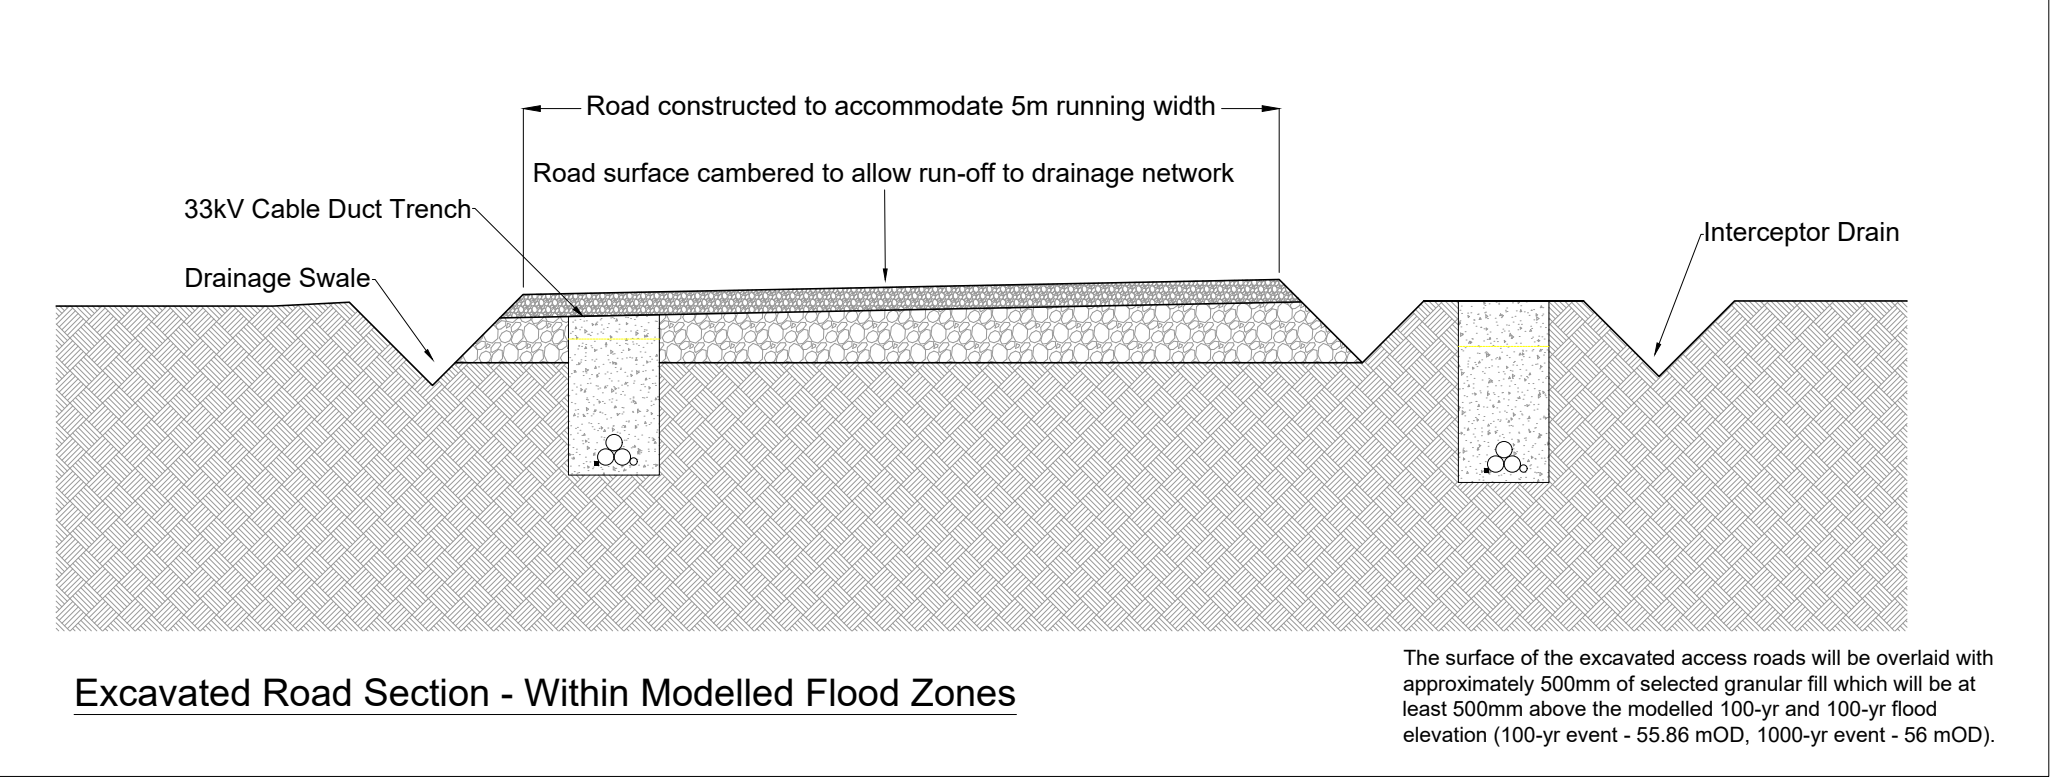 Road constructed to accommodate 5m running width
Road surface cambered to allow run-off to drainage network
33kV Cable Duct Trench
Interceptor Drain
Drainage Swale
Excavated Road Section - Within Modelled Flood Zones
The surface of the excavated access roads will be overlaid with
approximately 500mm of selected granular fill which will be at
least 500mm above the modelled 100-yr and 100-yr flood
elevation (100-yr event - 55.86 mOD, 1000-yr event - 56 mOD).